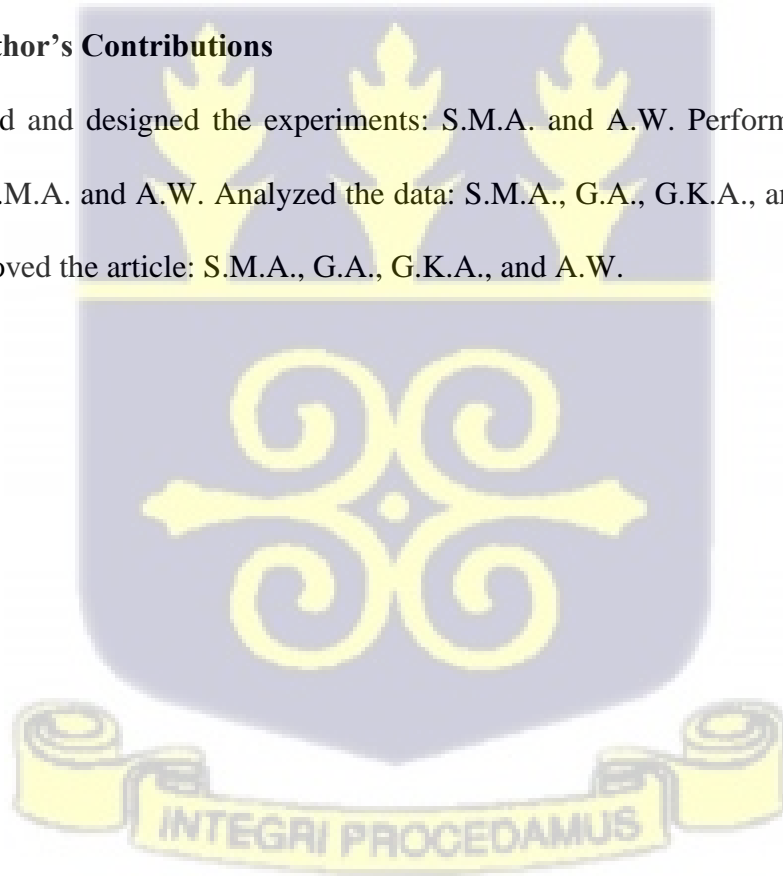 thor’s Contributions
d and designed the experiments: S.M.A. and A.W. Perform
.M.A. and A.W. Analyzed the data: S.M.A., G.A., G.K.A., an
oved the article: S.M.A., G.A., G.K.A., and A.W.
INTEGRI PROCEDAMUS